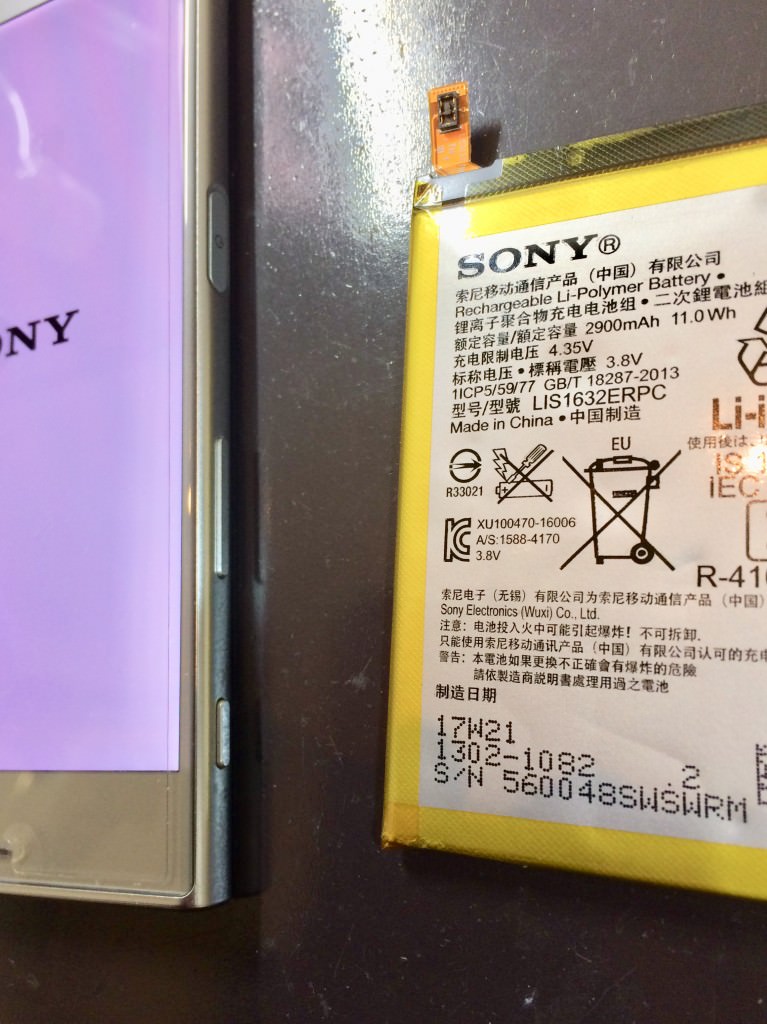 NY
SONY®
索尼移动通信产品（中国）有限公司
Rechargeable Li-Polymer Battery •
锂离子聚合物充电电池组 • 二次鋰電池組
额定容量/額定容量 2900mAh 11.0Wh
充电限制电压 4.35V
标称电压 • 標稱電壓 3.8V
1ICP5/59/77 GB/T 18287-2013
型号/型號 LIS1632ERPC
Made in China • 中国制造
Li-i
使用後は
EU
R33021
IS
IEC
XU100470-16006
A/S:1588-4170
3.8V
R-41
索尼电子（无锡）有限公司为索尼移动通信产品（中国）
Sony Electronics (Wuxi) Co., Ltd.
注意：电池投入火中可能引起爆炸！不可拆卸.
只能使用索尼移动通讯产品（中国）有限公司认可的充电
警告：本電池如果更換不正確會有爆炸的危險
請依製造商説明書處理用過之電池
制造日期
17W21
1302-1082 2
S/N 560048SWSWRM